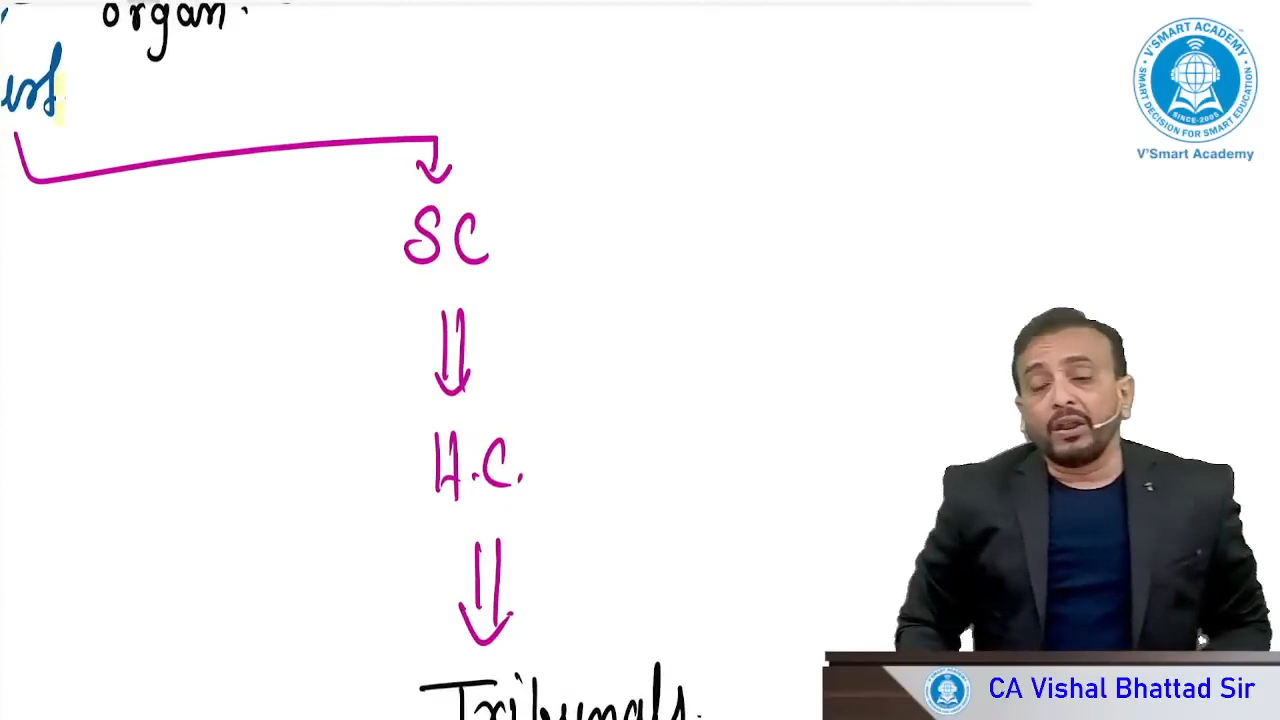 organ.
SC
H.C.
Tribunals.
V'SMART ACADEMY
SMART DECISION FOR SMART EDUCATION
SINCE-2005
V'Smart Academy
CA Vishal Bhattad Sir